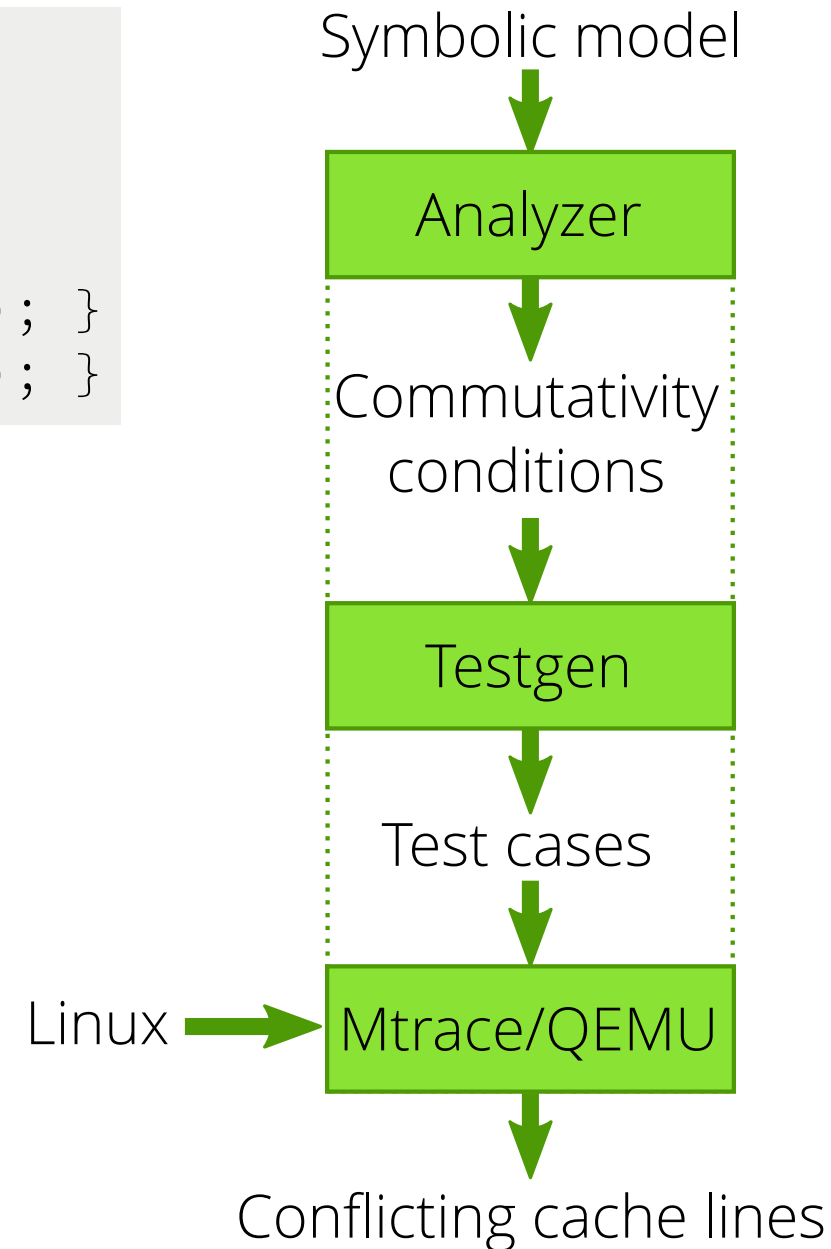 Symbolic model
Analyzer
; }
; }
Commutativity
conditions
Testgen
Test cases
Linux
Mtrace/QEMU
Conflicting cache lines